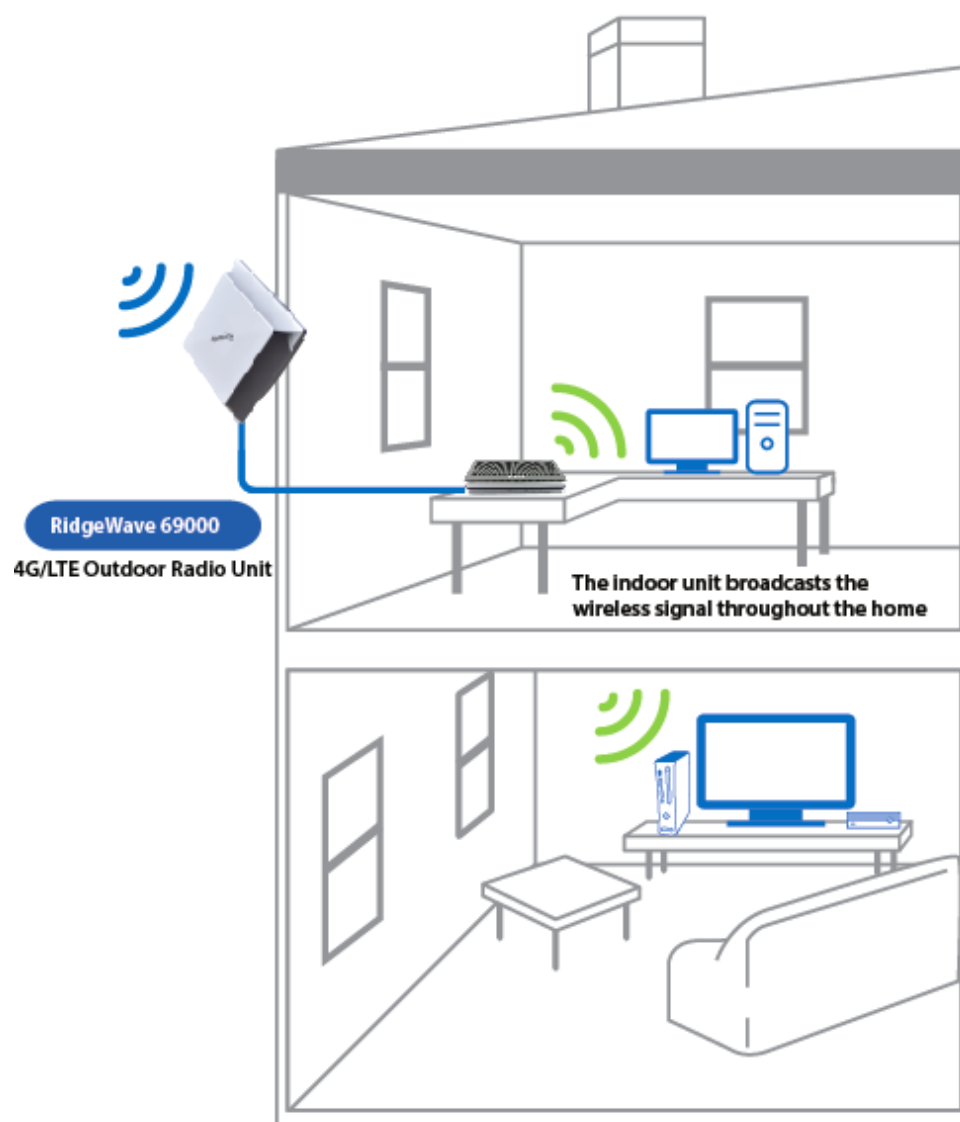 RidgeWave 69000
4G/LTE Outdoor Radio Unit
The indoor unit broadcasts the
wireless signal throughout the home